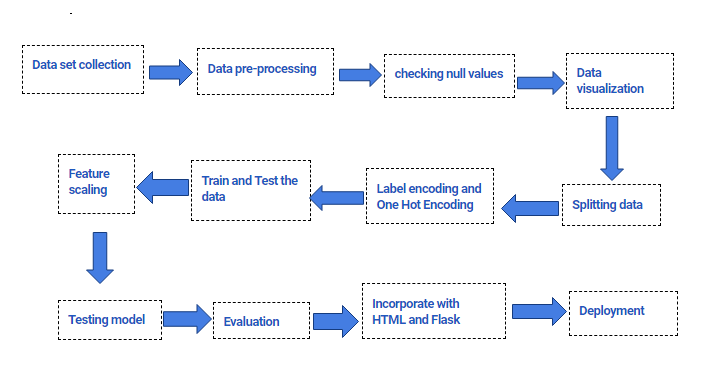 Data set collection
Data pre-processing
checking null values
Data
visualization
Splitting data
Label encoding and
One Hot Encoding
Train and Test the
data
Feature
scaling
Testing model
Evaluation
Incorporate with
HTML and Flask
Deployment